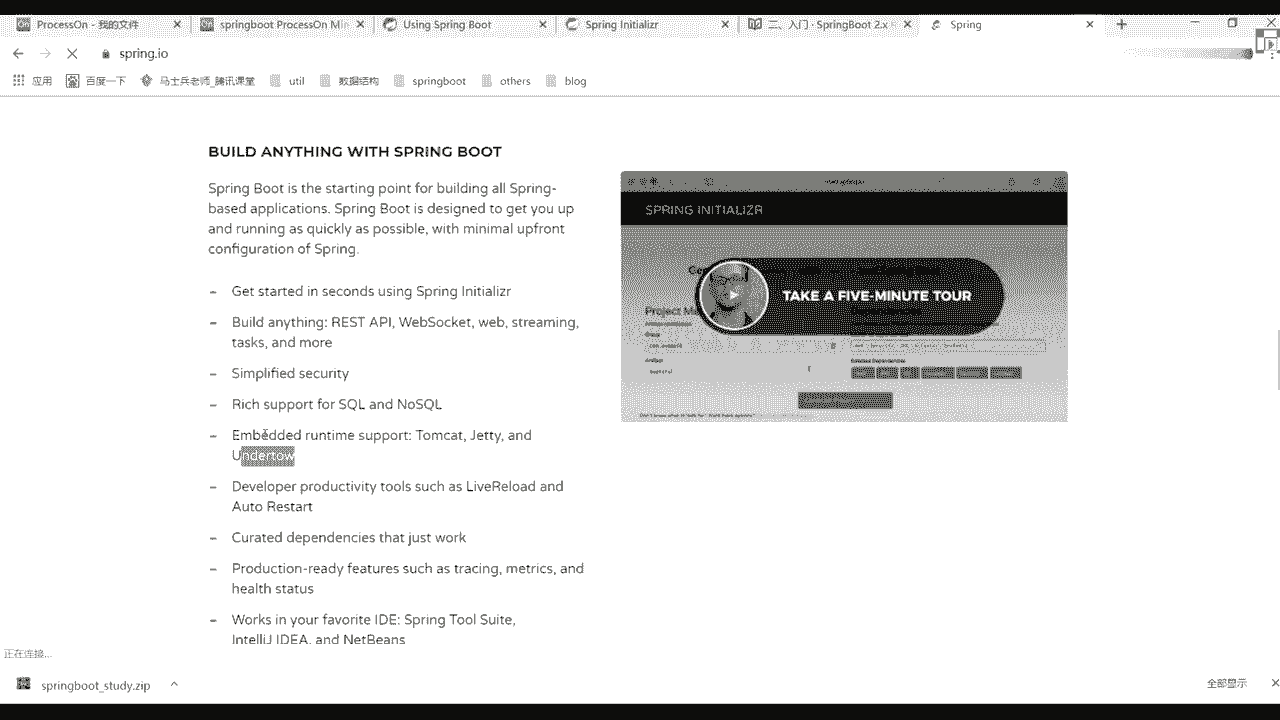 ProcessOn - 我的文件
springboot ProcessOn Min
Using Spring Boot
Spring Initializr
三、入门 · SpringBoot 2.x
Spring
spring.io
应用
百度一下
马士兵老师_腾讯课堂
util
数据结构
springboot
others
blog
BUILD ANYTHING WITH SPRING BOOT
Spring Boot is the starting point for building all Spring-
based applications. Spring Boot is designed to get you up
and running as quickly as possible, with minimal upfront
configuration of Spring.
– Get started in seconds using Spring Initializr
– Build anything: REST API, WebSocket, web, streaming,
tasks, and more
– Simplified security
– Rich support for SQL and NoSQL
– Embedded runtime support: Tomcat, Jetty, and
Undertow
– Developer productivity tools such as LiveReload and
Auto Restart
– Curated dependencies that just work
– Production-ready features such as tracing, metrics, and
health status
– Works in your favorite IDE: Spring Tool Suite,
IntelliJ IDEA, and NetBeans
SPRING INITIALIZR
TAKE A FIVE-MINUTE TOUR
正在连接...
springboot_study.zip
全部显示